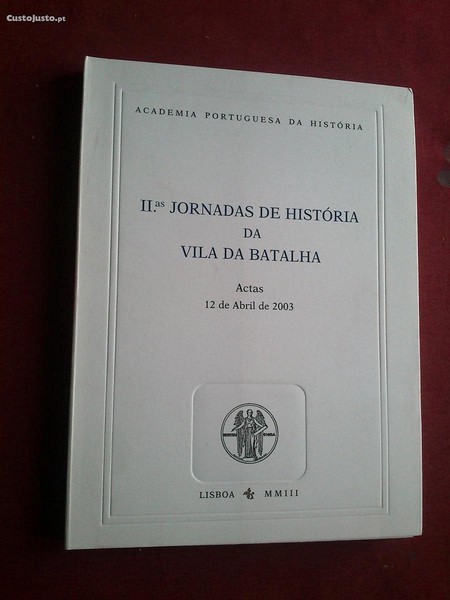 CustoJusto.pt
ACADEMIA PORTUGUESA DA HISTÓRIA
II.as JORNADAS DE HISTÓRIA
DA
VILA DA BATALHA
Actas
12 de Abril de 2003
LISBOA MMIII